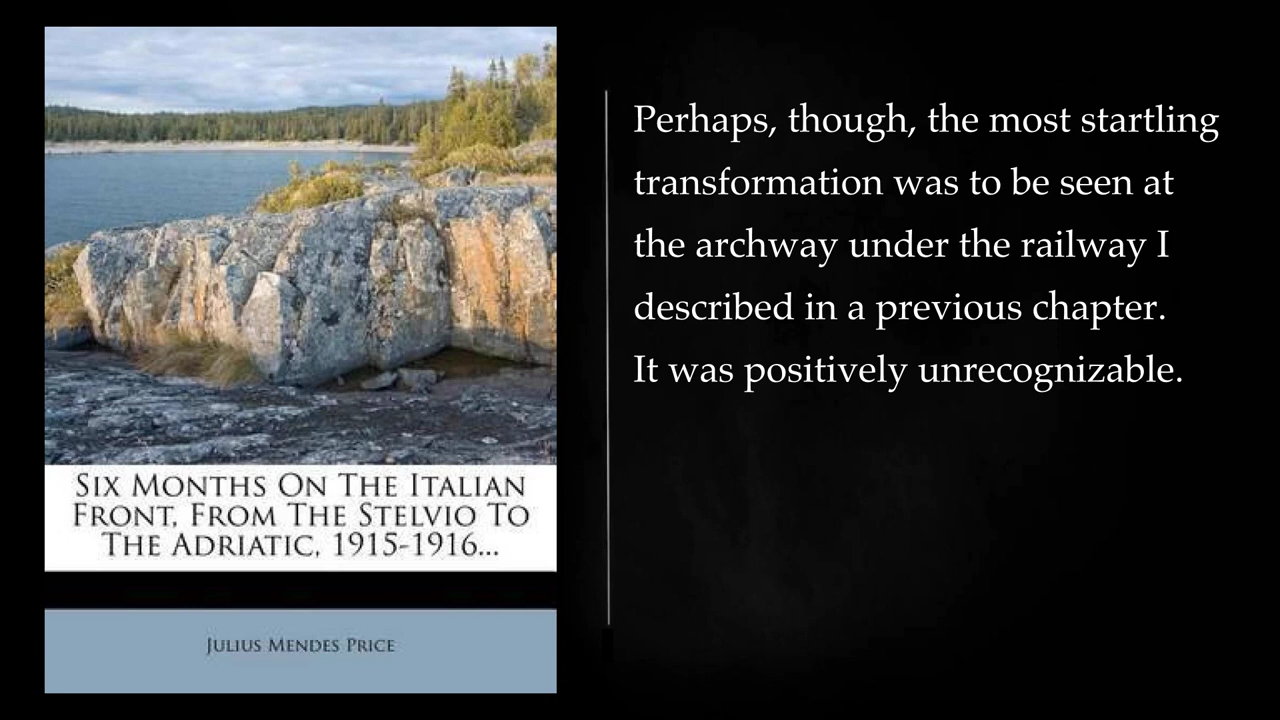 Six Months On The Italian
Front, From The Stelvio To
The Adriatic, 1915-1916...
Julius Mendes Price
Perhaps, though, the most startling
transformation was to be seen at
the archway under the railway I
described in a previous chapter.
It was positively unrecognizable.